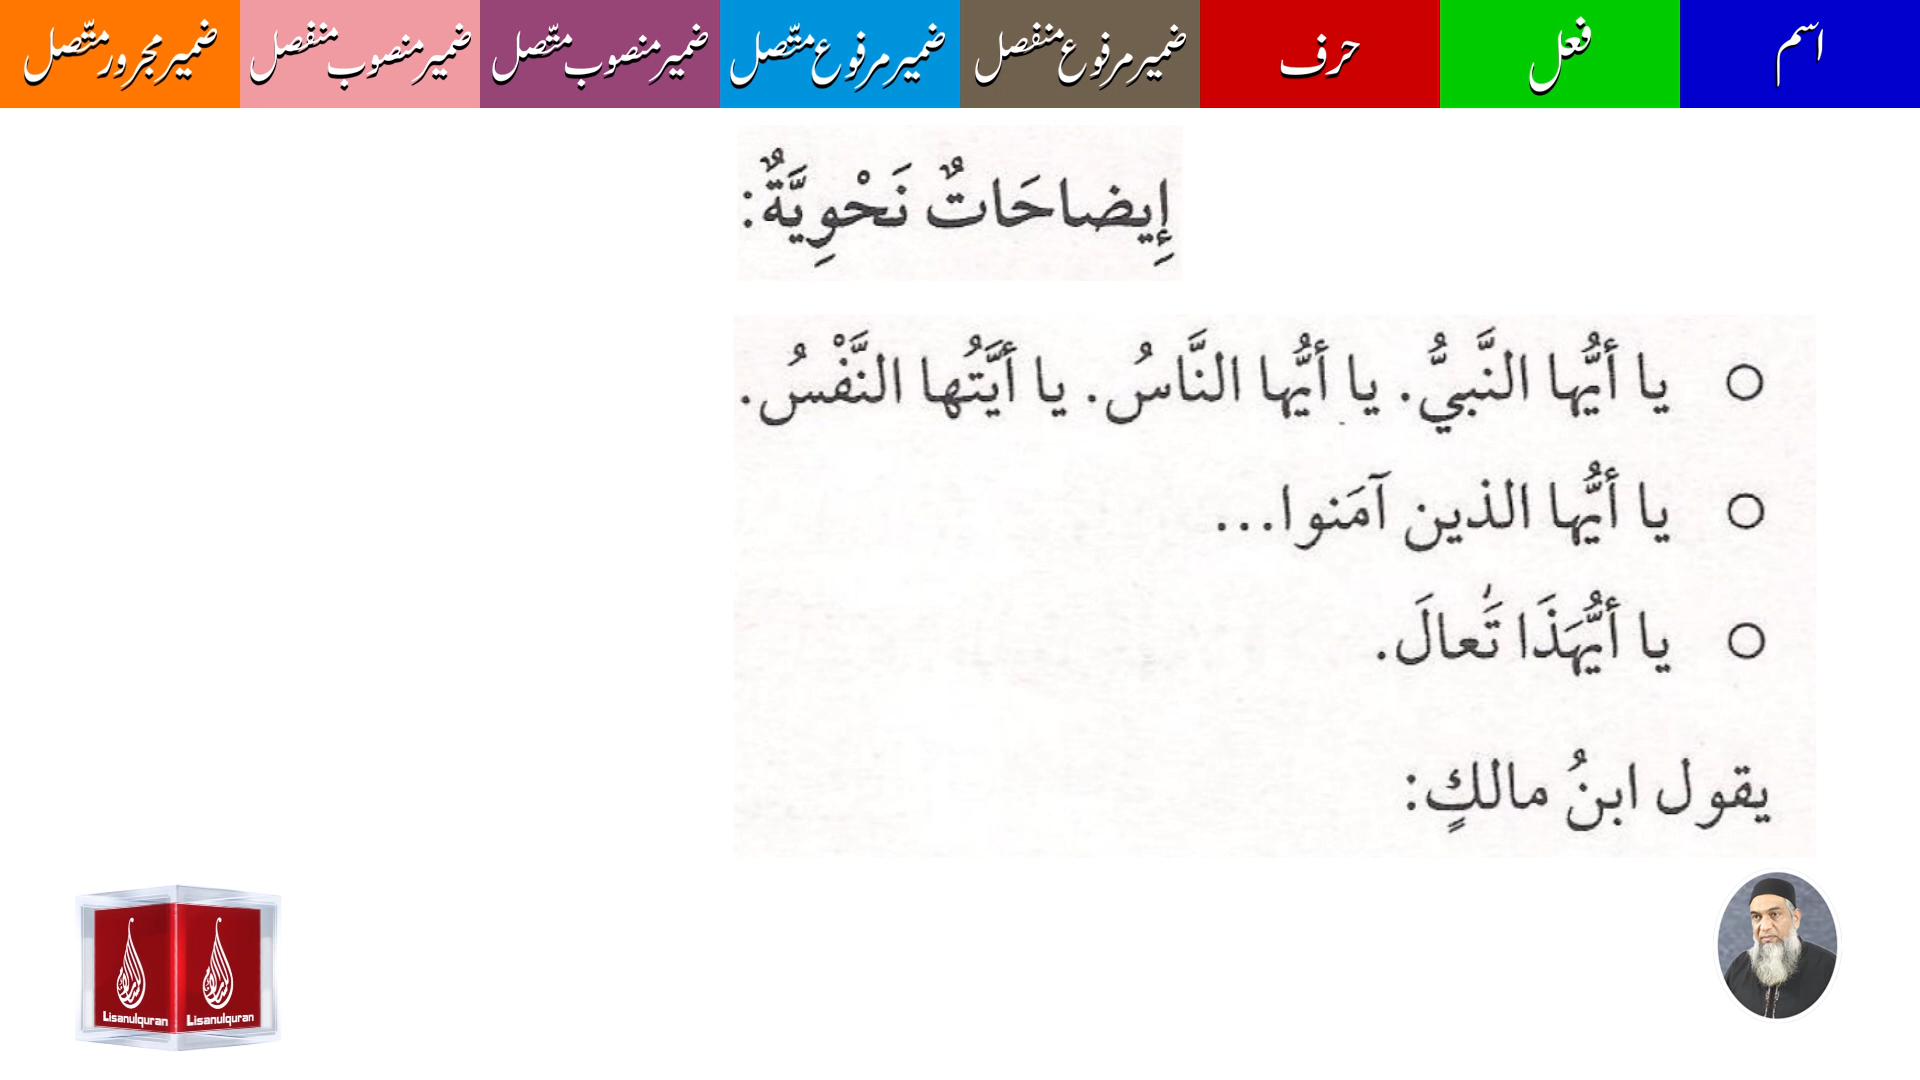 اسم فعل حرف ضمیر مرفوع منفصل ضمیر مرفوع متّصل ضمیر منصوب متّصل ضمیر منصوب منفصل ضمیر مجرور متّصل
إِيضاحَاتٌ نَحْوِيَّةٌ:
○ يا أيُّها النَّبيُّ. يا أيُّها النَّاسُ. يا أيَّتُها النَّفْسُ.
○ يا أيُّها الذين آمَنوا...
○ يا أيُّهَذَا تَعالَ.
يقول ابنُ مالكٍ:
Lisanulquran Lisanulquran